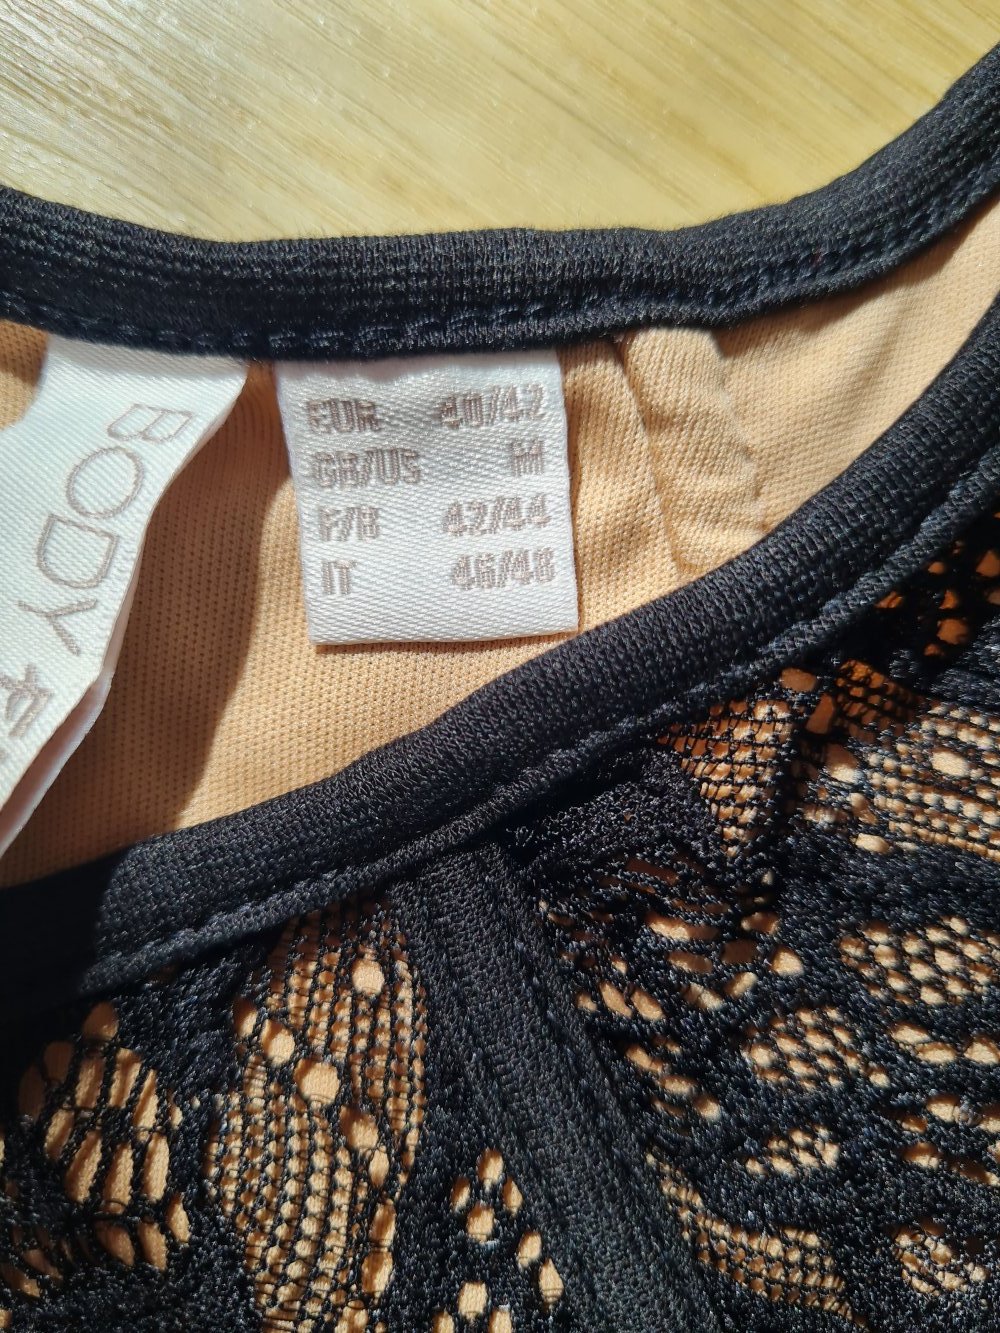 BODY
EUR 40/42
GB/US M
F/B 42/44
IT 46/48